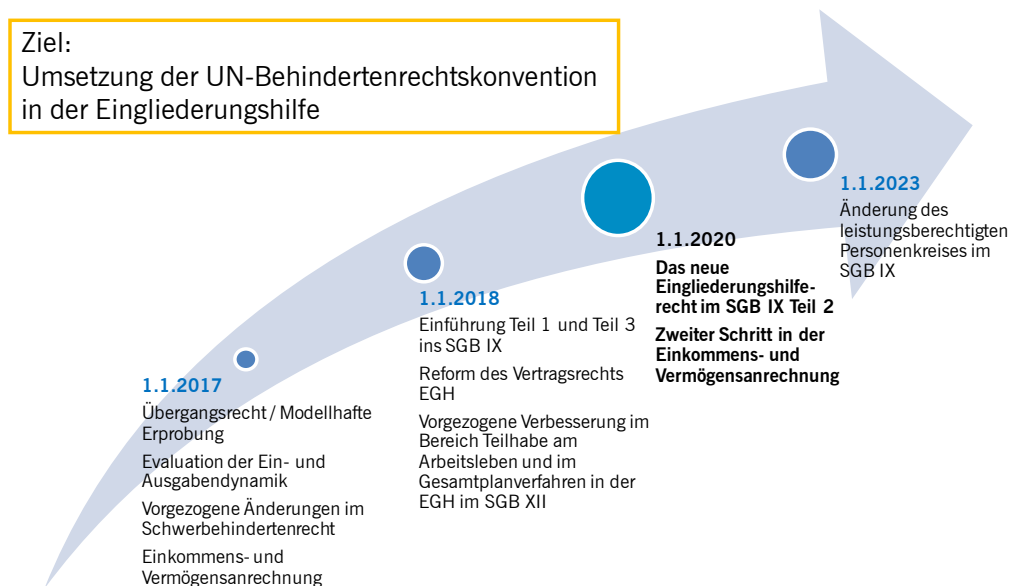 Ziel:
Umsetzung der UN-Behindertenrechtskonvention
in der Eingliederungshilfe
1.1.2017
Übergangsrecht / Modellhafte
Erprobung
Evaluation der Ein- und
Ausgabendynamik
Vorgezogene Änderungen im
Schwerbehindertenrecht
Einkommens- und
Vermögensanrechnung
1.1.2018
Einführung Teil 1 und Teil 3
ins SGB IX
Reform des Vertragsrechts
EGH
Vorgezogene Verbesserung im
Bereich Teilhabe am
Arbeitsleben und im
Gesamtplanverfahren in der
EGH im SGB XII
1.1.2020
Das neue
Eingliederungshilfe-
recht im SGB IX Teil 2
Zweiter Schritt in der
Einkommens- und
Vermögensanrechnung
1.1.2023
Änderung des
leistungsberechtigten
Personenkreises im
SGB IX